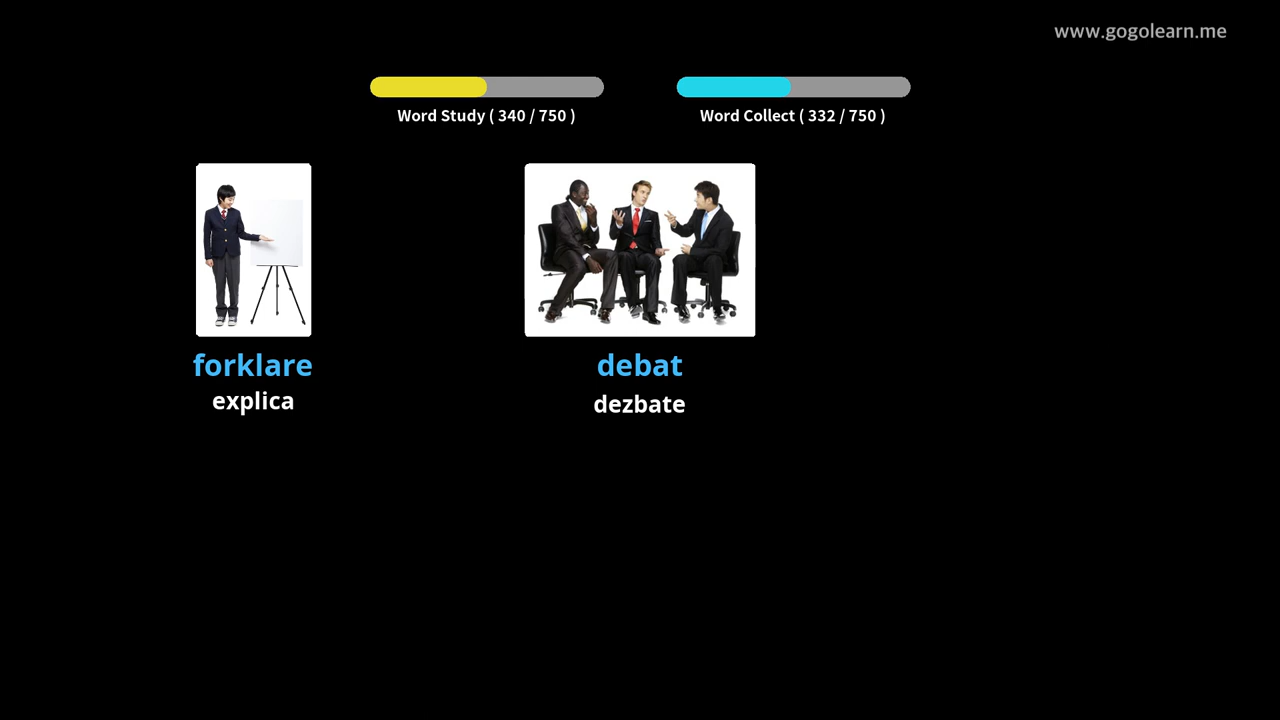 www.gogolearn.me
Word Study ( 340 / 750 )
Word Collect ( 332 / 750 )
forklare
explica
debat
dezbate